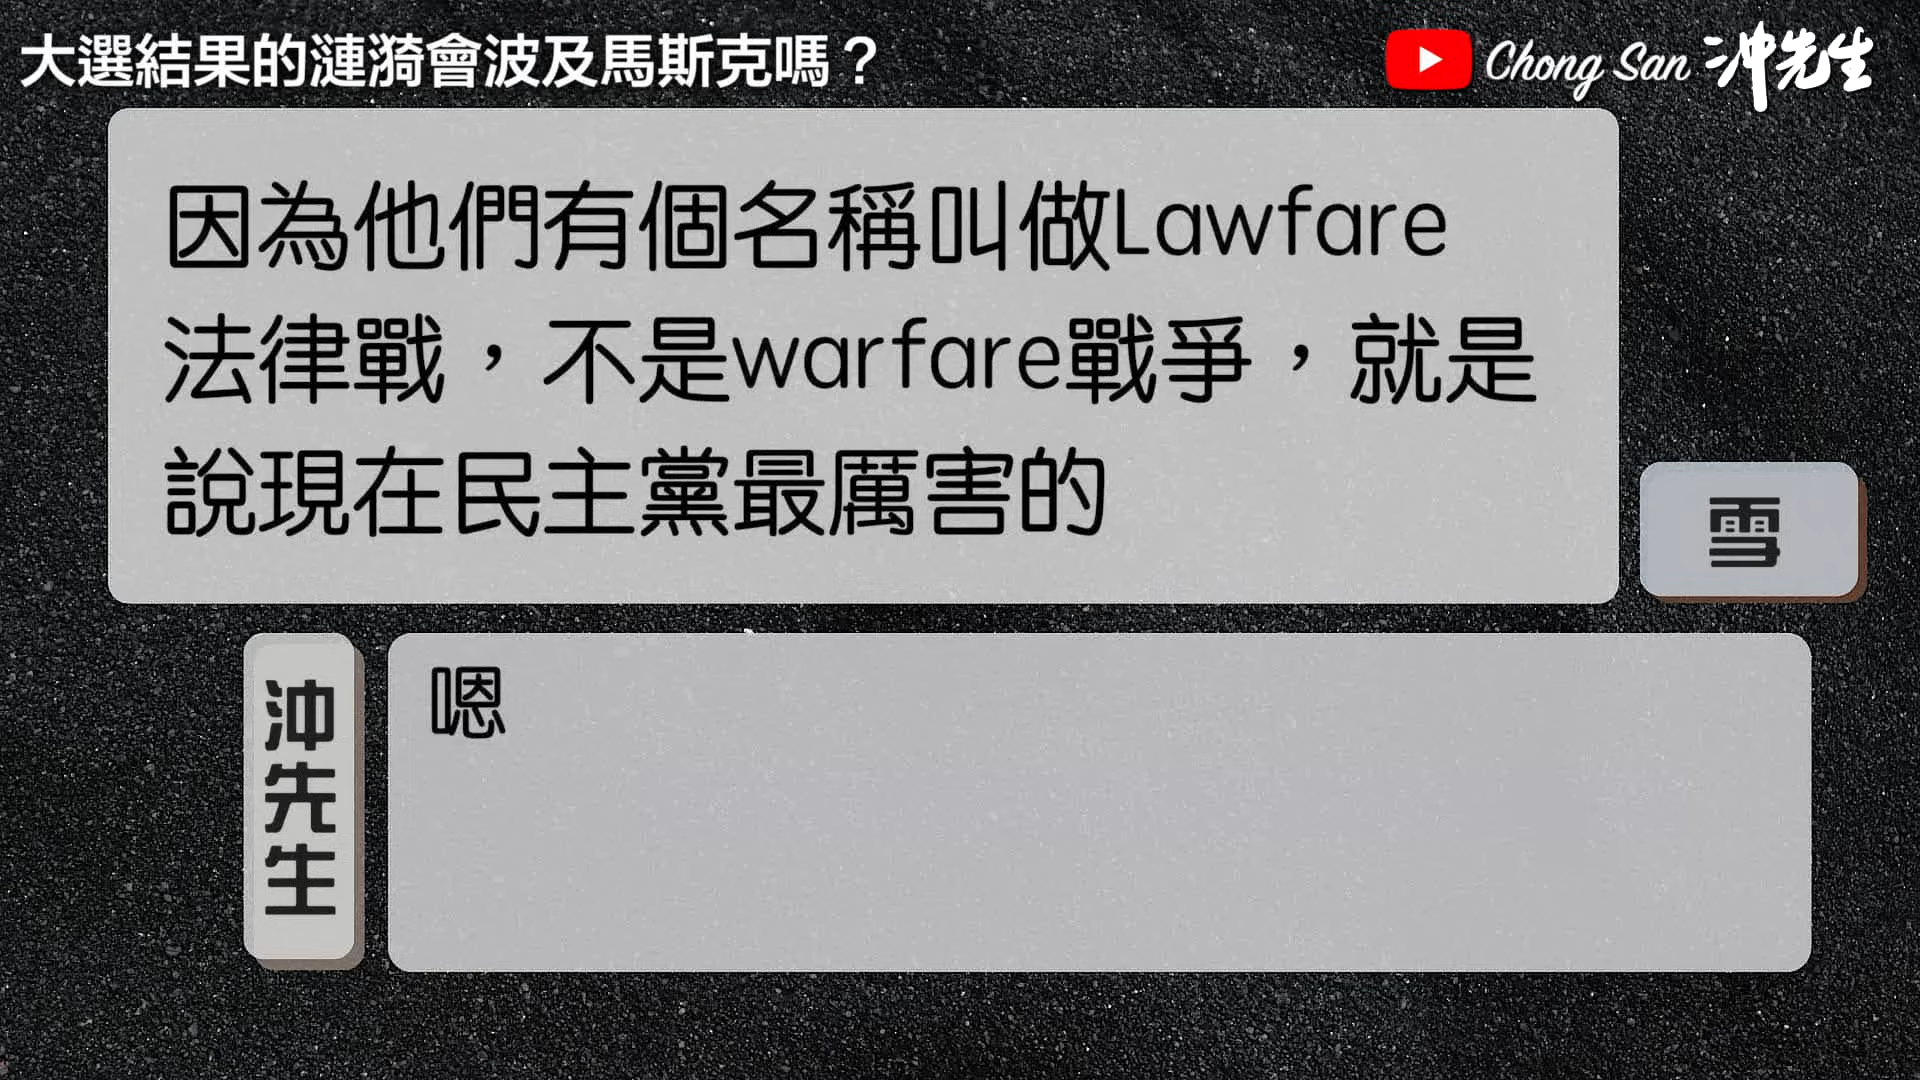 大選結果的漣漪會波及馬斯克嗎？
Chong San 沖先生
因為他們有個名稱叫做Lawfare
法律戰，不是warfare戰爭，就是
說現在民主黨最厲害的
雪
沖先生
嗯